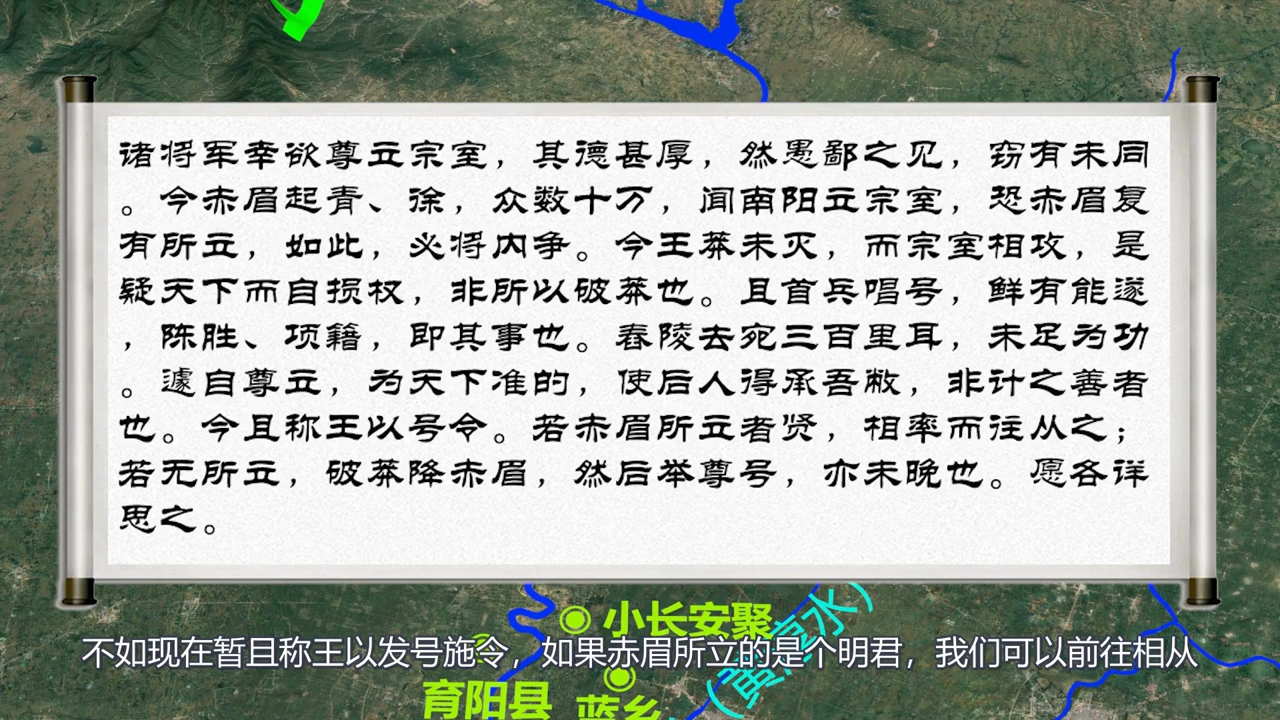 诸将军幸欲尊立宗室，其德甚厚，然愚鄙之见，窃有未同
。今赤眉起青、徐，众数十万，闻南阳立宗室，恐赤眉复
有所立，如此，必将内争。今王莽未灭，而宗室相攻，是
疑天下而自损权，非所以破莽也。且首兵唱号，鲜有能遂
，陈胜、项籍，即其事也。舂陵去宛三百里耳，未足为功
。遽自尊立，为天下准的，使后人得承吾敝，非计之善者
也。今且称王以号令。若赤眉所立者贤，相率而往从之；
若无所立，破莽降赤眉，然后举尊号，亦未晚也。愿各详
思之。
小长安聚
不如现在暂且称王以发号施令，如果赤眉所立的是个明君，我们可以前往相从
育阳县
蓝乡